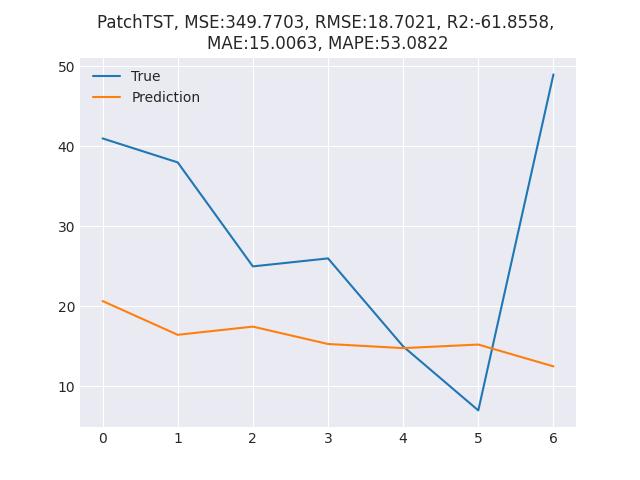 PatchTST, MSE:349.7703, RMSE:18.7021, R2:-61.8558,
MAE:15.0063, MAPE:53.0822
True
Prediction
50
40
30
20
10
0 1 2 3 4 5 6